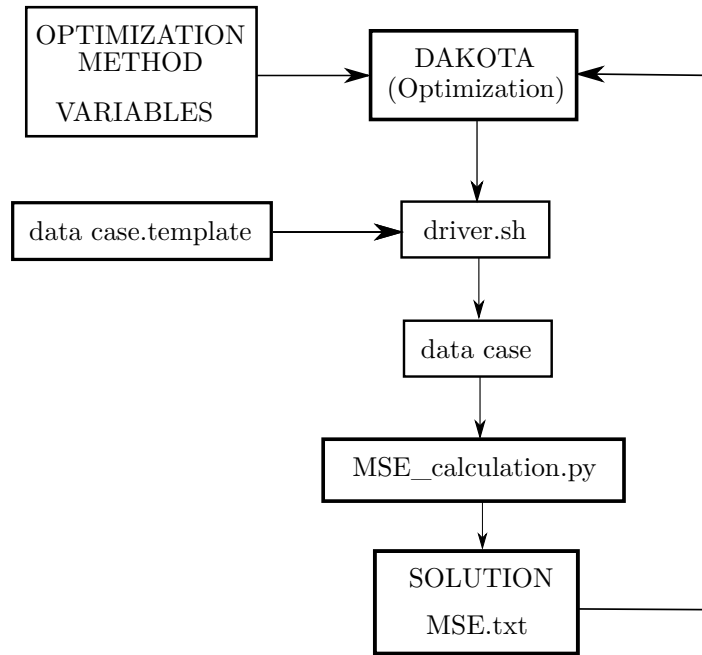 OPTIMIZATION
METHOD
VARIABLES
DAKOTA
(Optimization)
data case.template
driver.sh
data case
MSE_calculation.py
SOLUTION
MSE.txt